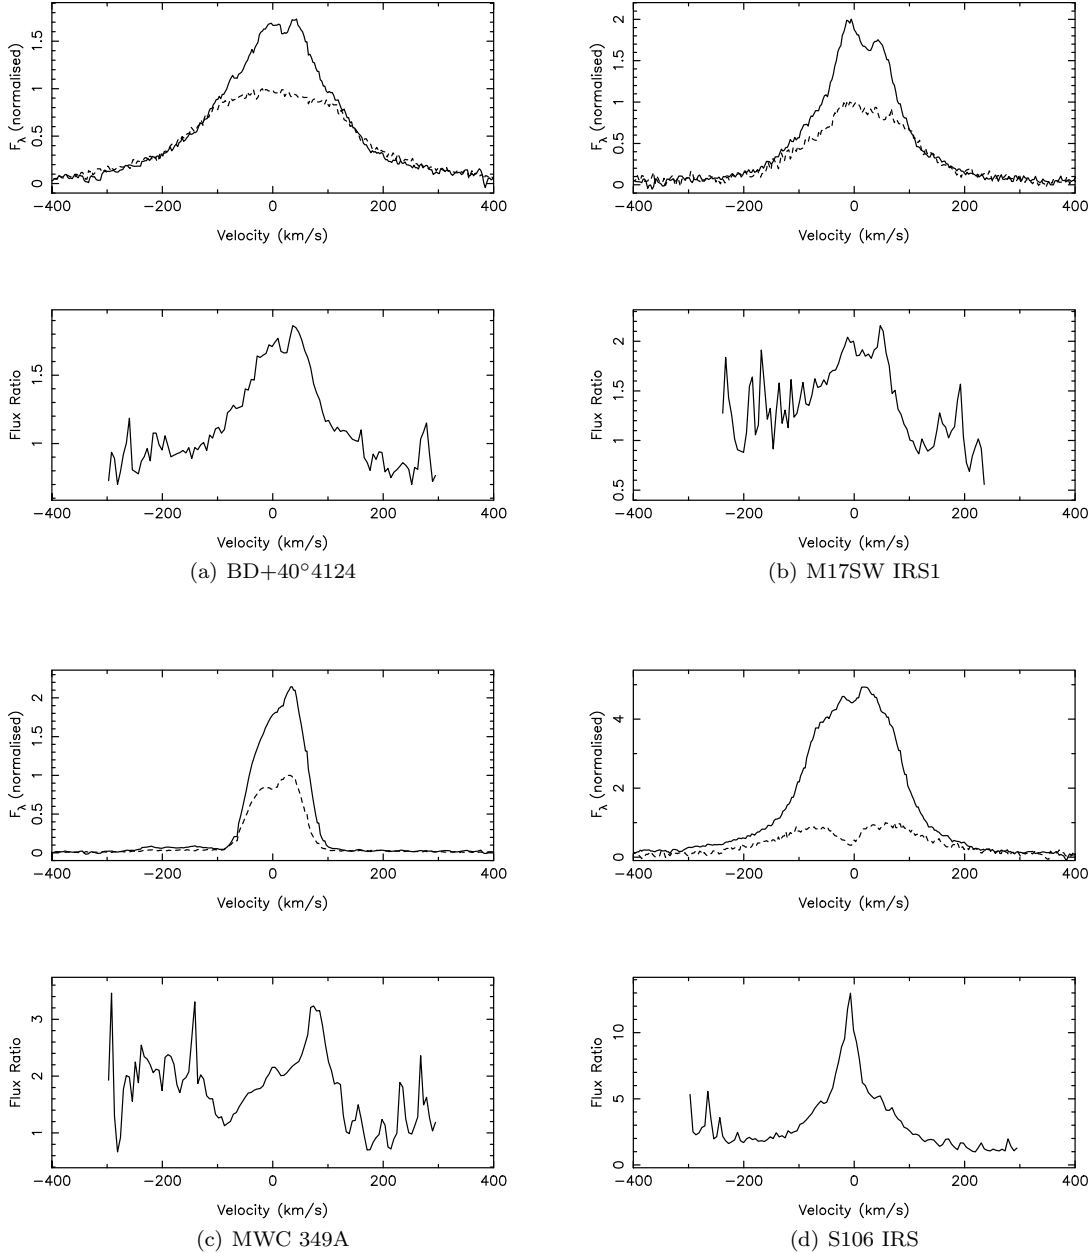 F_λ (normalised)
0 0.5 1 1.5
−400 −200 0 200 400
Velocity (km/s)
F_λ (normalised)
0 0.5 1 1.5 2
−400 −200 0 200 400
Velocity (km/s)
Flux Ratio
1 1.5
−400 −200 0 200 400
Velocity (km/s)
(a) BD+40°4124
Flux Ratio
0.5 1 1.5 2
−400 −200 0 200 400
Velocity (km/s)
(b) M17SW IRS1
F_λ (normalised)
0 0.5 1 1.5 2
−400 −200 0 200 400
Velocity (km/s)
F_λ (normalised)
0 2 4
−400 −200 0 200 400
Velocity (km/s)
Flux Ratio
1 2 3
−400 −200 0 200 400
Velocity (km/s)
(c) MWC 349A
Flux Ratio
0 5 10
−400 −200 0 200 400
Velocity (km/s)
(d) S106 IRS